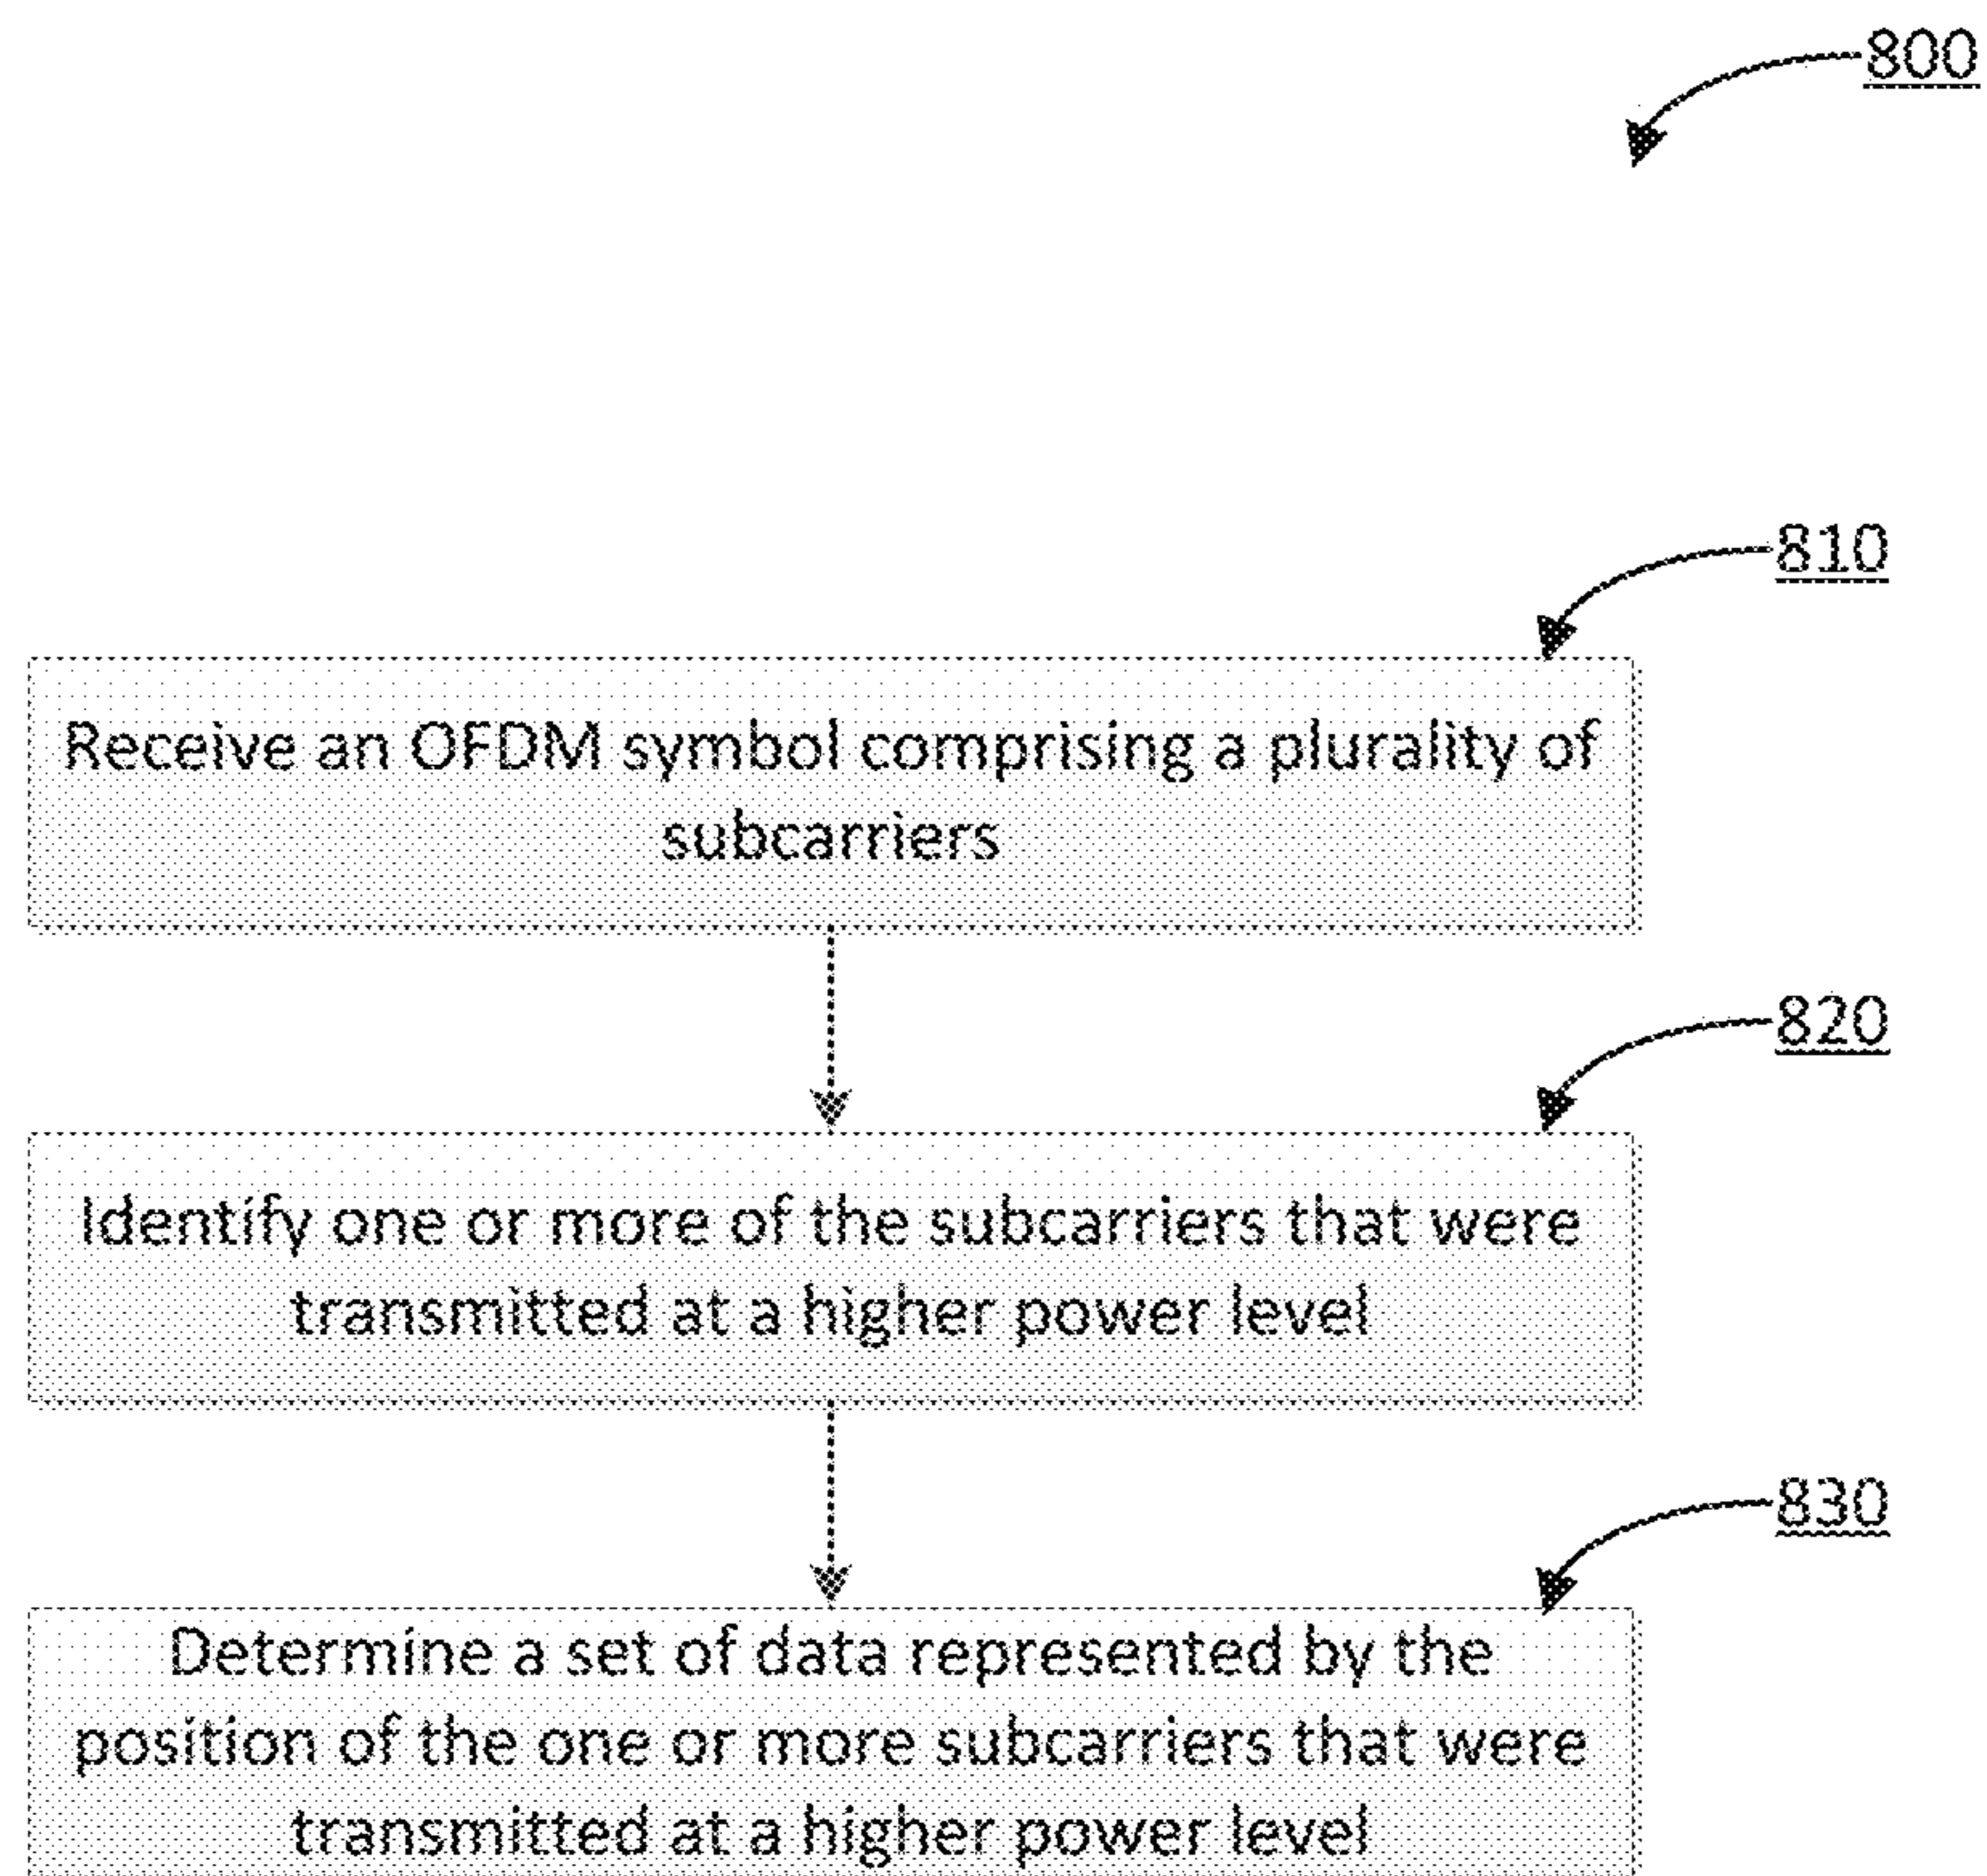 800
810
Receive an OFDM symbol comprising a plurality of
subcarriers
820
Identify one or more of the subcarriers that were
transmitted at a higher power level
830
Determine a set of data represented by the
position of the one or more subcarriers that were
transmitted at a higher power level